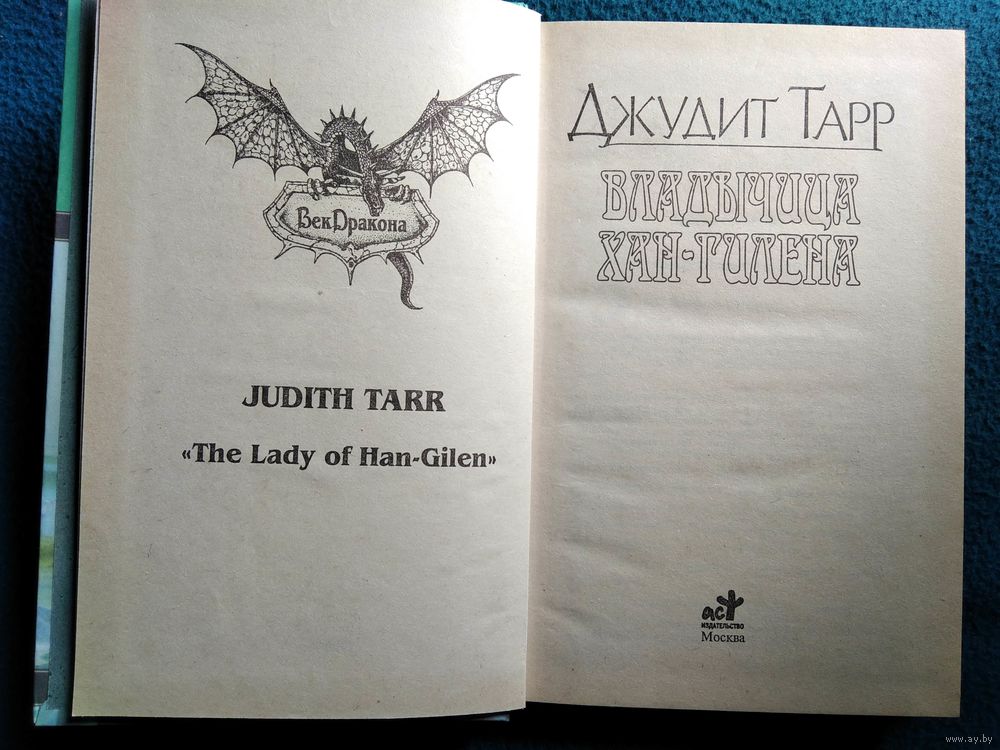 Век Дракона
JUDITH TARR
«The Lady of Han-Gilen»
ДЖУДИТ ТАРР
ВЛАДЫЧИЦА
ХАН-ГИЛЕНА
аст
ИЗДАТЕЛЬСТВО
Москва
www.ay.by